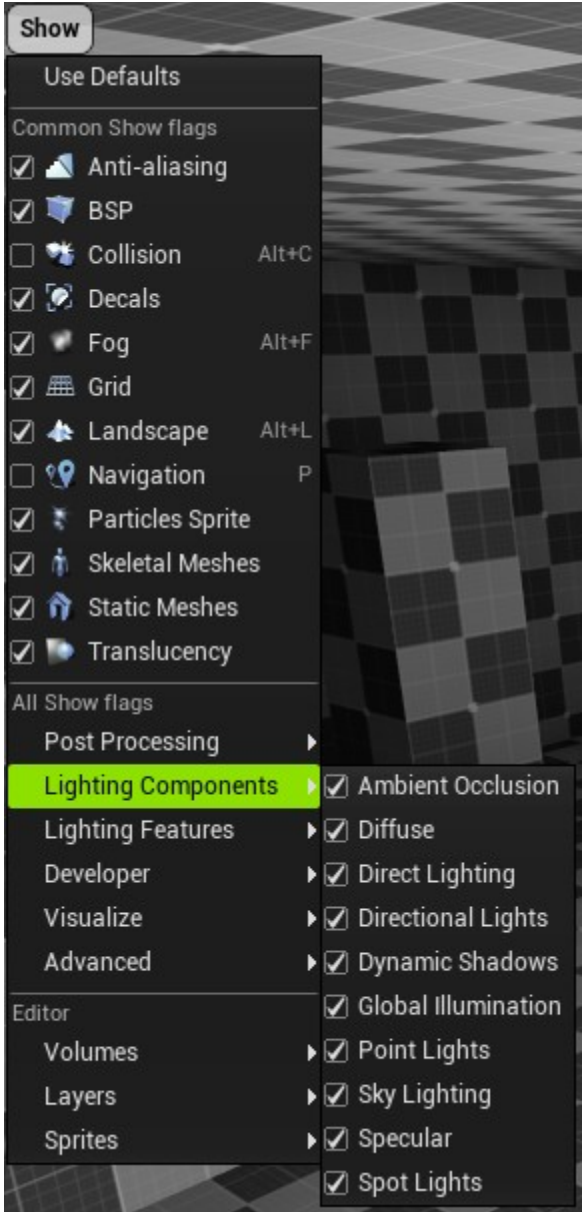 Show
Use Defaults
Common Show flags
Anti-aliasing
BSP
Collision Alt+C
Decals
Fog Alt+F
Grid
Landscape Alt+L
Navigation P
Particles Sprite
Skeletal Meshes
Static Meshes
Translucency
All Show flags
Post Processing
Lighting Components
Lighting Features
Developer
Visualize
Advanced
Editor
Volumes
Layers
Sprites
Ambient Occlusion
Diffuse
Direct Lighting
Directional Lights
Dynamic Shadows
Global Illumination
Point Lights
Sky Lighting
Specular
Spot Lights